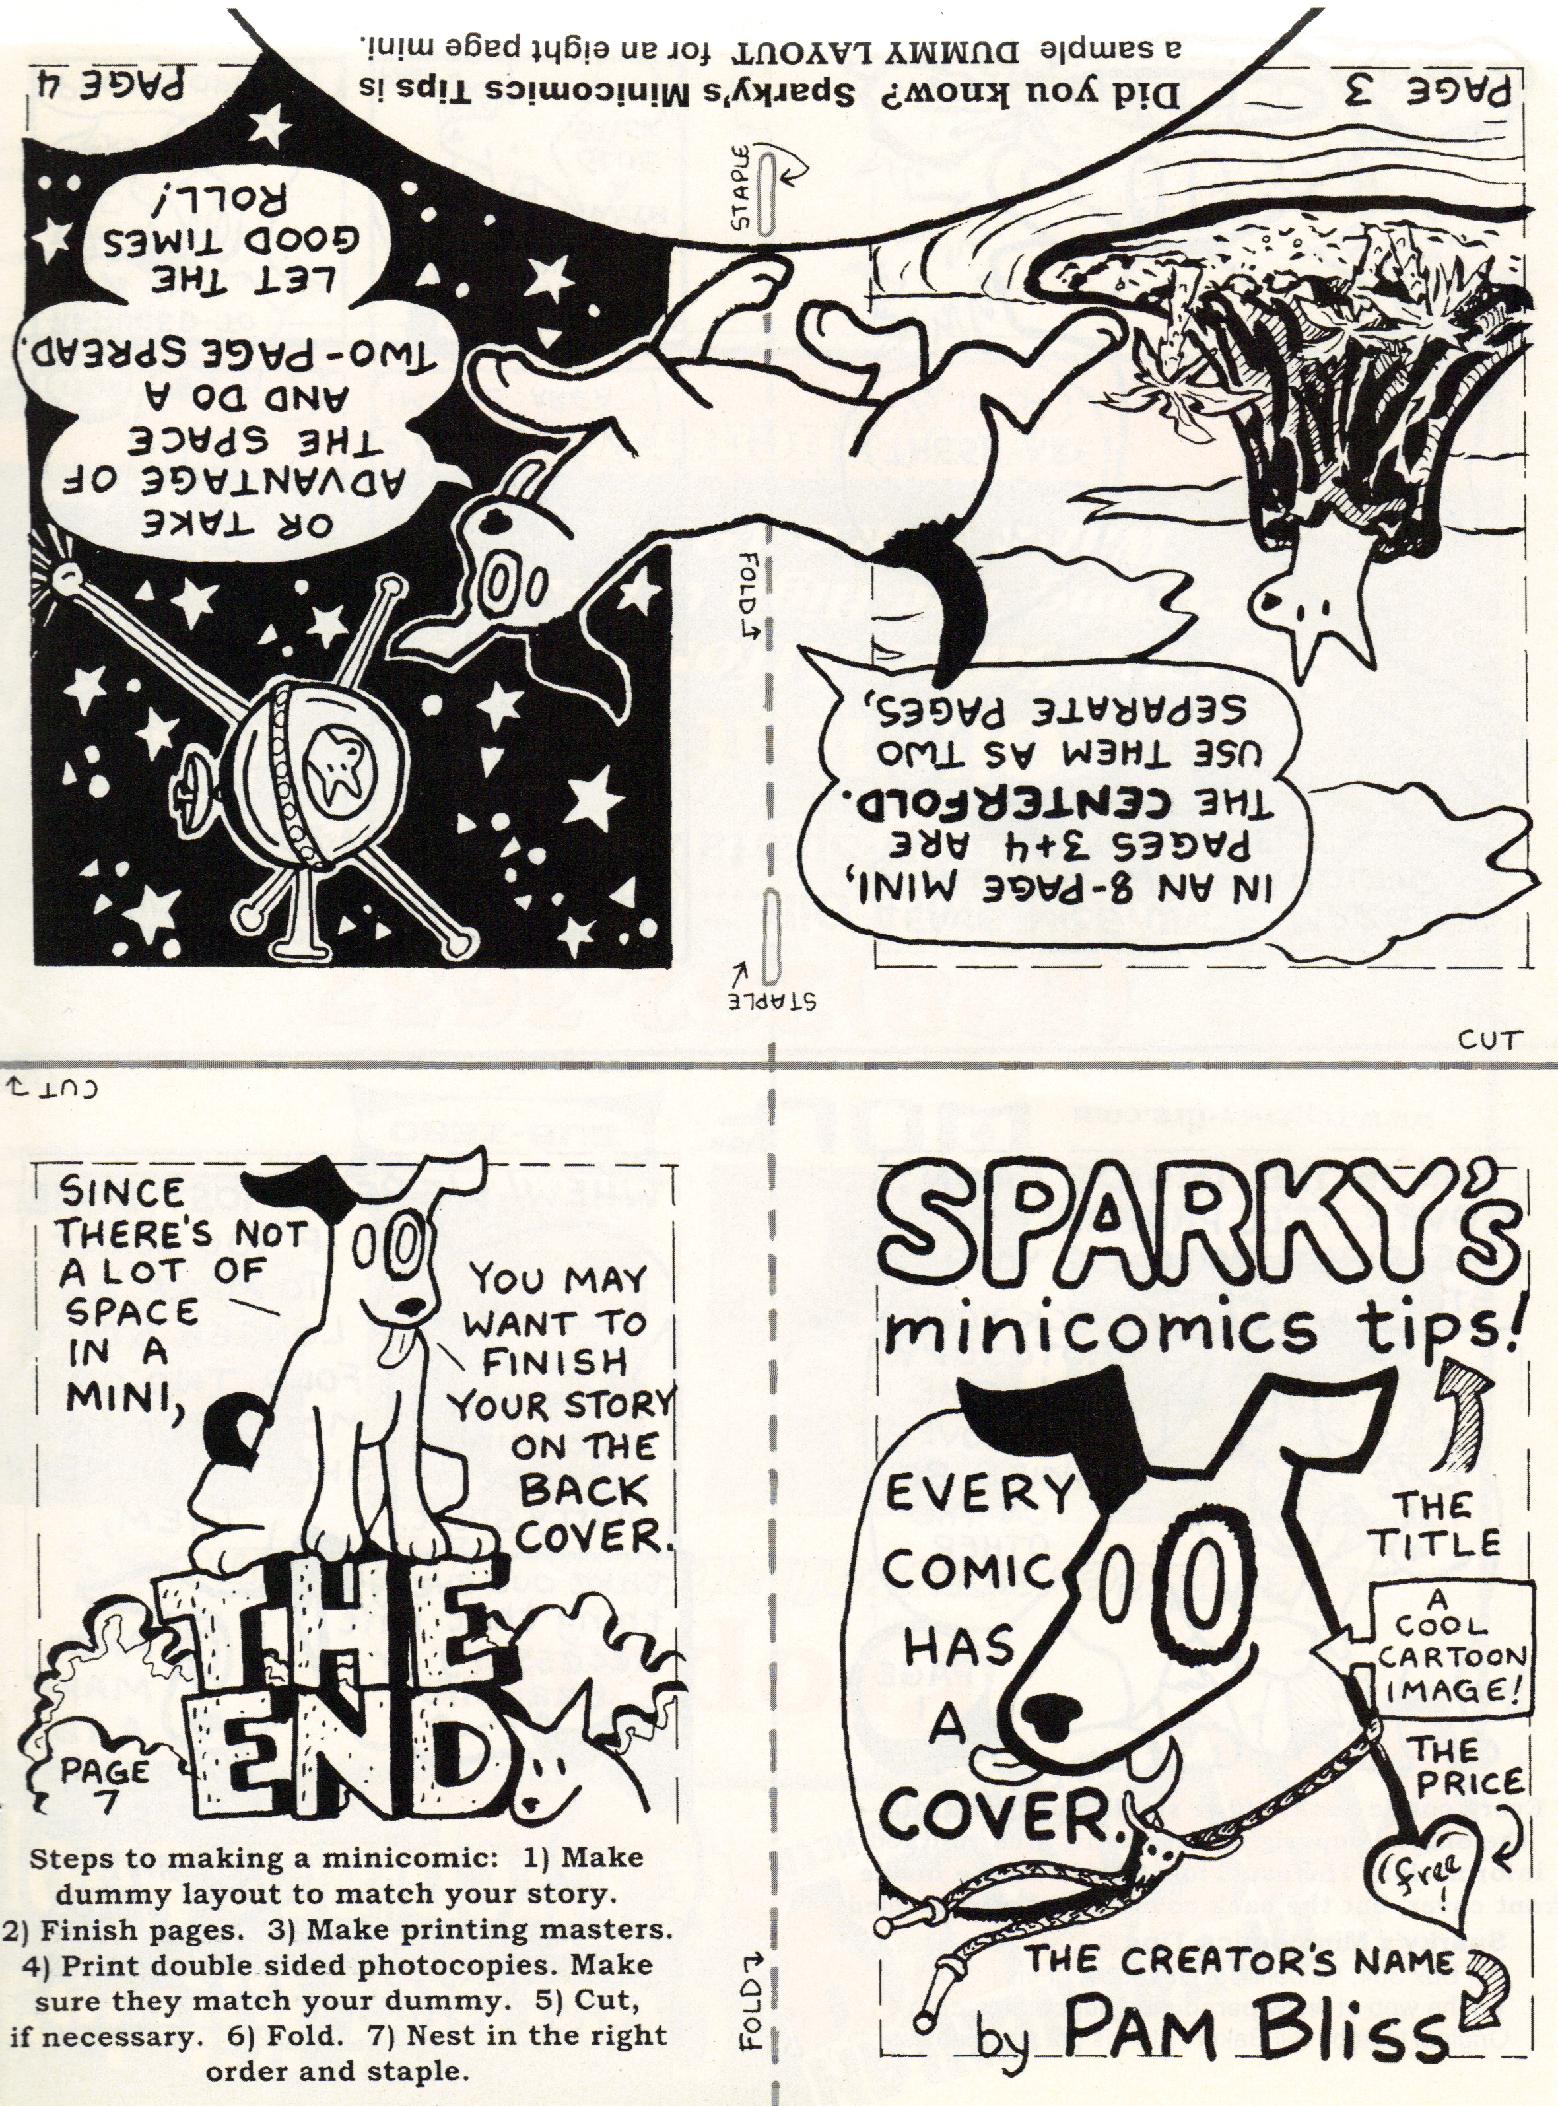 Did you know? Sparky's Minicomics Tips is
a sample DUMMY LAYOUT for an eight page mini.
PAGE 3
IN AN 8-PAGE MINI,
PAGES 3+4 ARE
THE CENTERFOLD.
USE THEM AS TWO
SEPARATE PAGES,
PAGE 4
OR TAKE
ADVANTAGE OF
THE SPACE
AND DO A
TWO-PAGE SPREAD.
LET THE
GOOD TIMES
ROLL!
STAPLE
FOLD
STAPLE
CUT
CUT
SINCE
THERE'S NOT
A LOT OF
SPACE
IN A
MINI,
YOU MAY
WANT TO
FINISH
YOUR STORY
ON THE
BACK
COVER.
THE
END
PAGE
7
Steps to making a minicomic: 1) Make
dummy layout to match your story.
2) Finish pages. 3) Make printing masters.
4) Print double sided photocopies. Make
sure they match your dummy. 5) Cut,
if necessary. 6) Fold. 7) Nest in the right
order and staple.
FOLD
SPARKY's
minicomics tips!
EVERY
COMIC
HAS
A
COVER.
THE
TITLE
A
COOL
CARTOON
IMAGE!
THE
PRICE
free
!
THE CREATOR'S NAME
by PAM Bliss